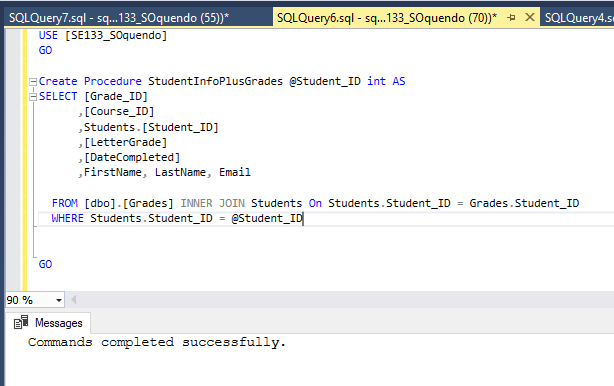 SQLQuery7.sql - sq...133_SOquendo (55))* SQLQuery6.sql - sq...133_SOquendo (70))* SQLQuery4.s
USE [SE133_SOquendo]
GO
Create Procedure StudentInfoPlusGrades @Student_ID int AS
SELECT [Grade_ID]
,[Course_ID]
,Students.[Student_ID]
,[LetterGrade]
,[DateCompleted]
,FirstName, LastName, Email
FROM [dbo].[Grades] INNER JOIN Students On Students.Student_ID = Grades.Student_ID
WHERE Students.Student_ID = @Student_ID
GO
90 %
Messages
Commands completed successfully.